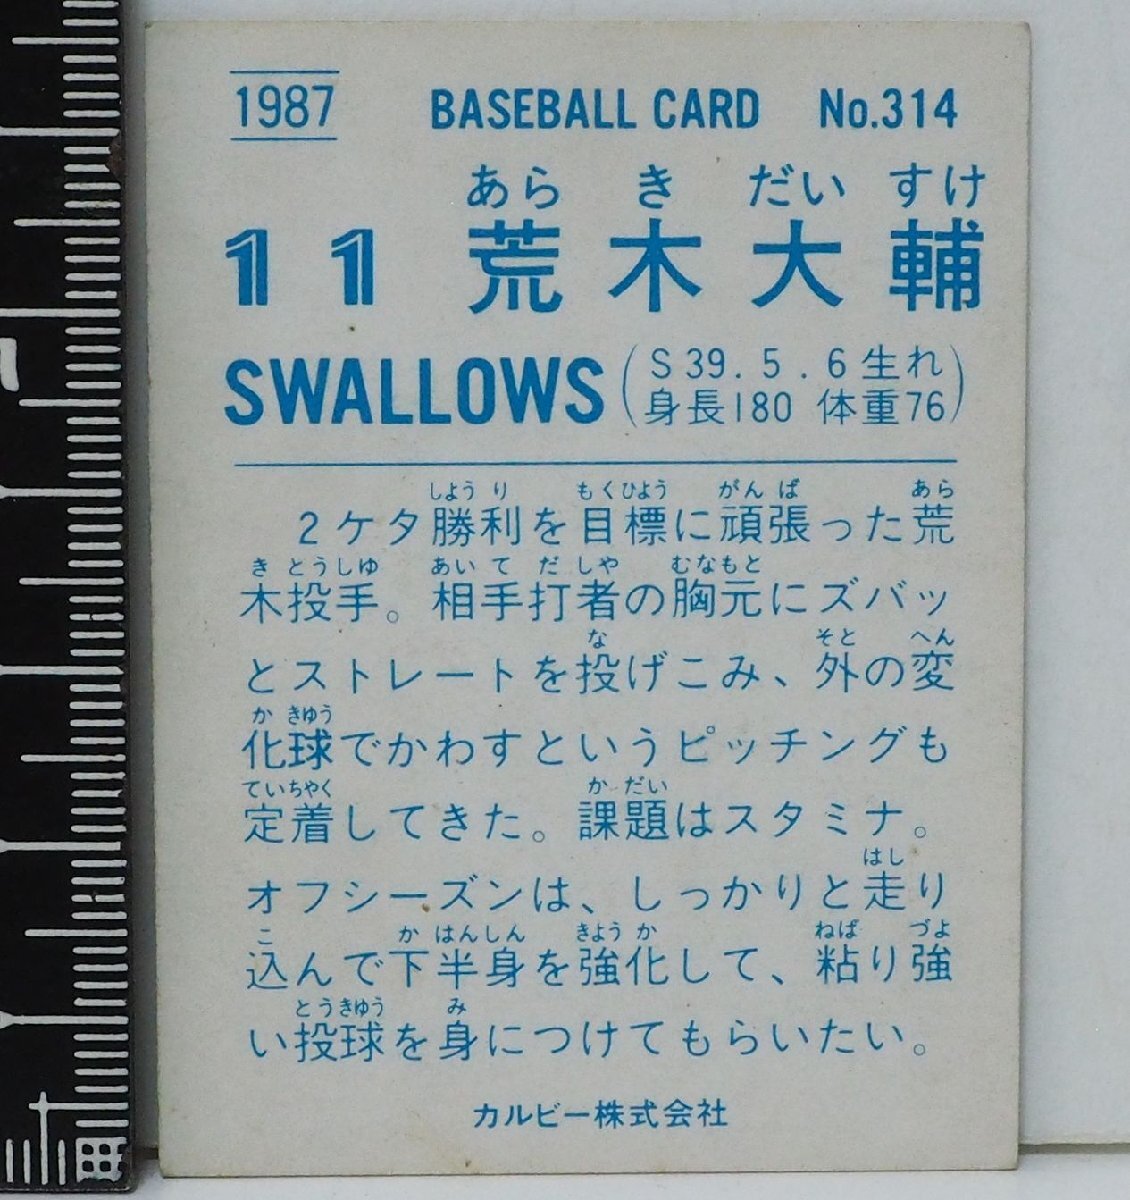 1987 BASEBALL CARD No.314
あら き だい すけ
11 荒木大輔
SWALLOWS (S39.5.6生れ
身長180 体重76)
しようり もくひよう がんば あら
2ケタ勝利を目標に頑張った荒
き とうしゆ あいて だしや むなもと
木投手。相手打者の胸元にズバッ
な そと へん
とストレートを投げこみ、外の変
か きゆう
化球でかわすというピッチングも
ていちやく かだい
定着してきた。課題はスタミナ。
はし
オフシーズンは、しっかりと走り
こ か はんしん きようか ねば づよ
込んで下半身を強化して、粘り強
とうきゆう み
い投球を身につけてもらいたい。
カルビー株式会社